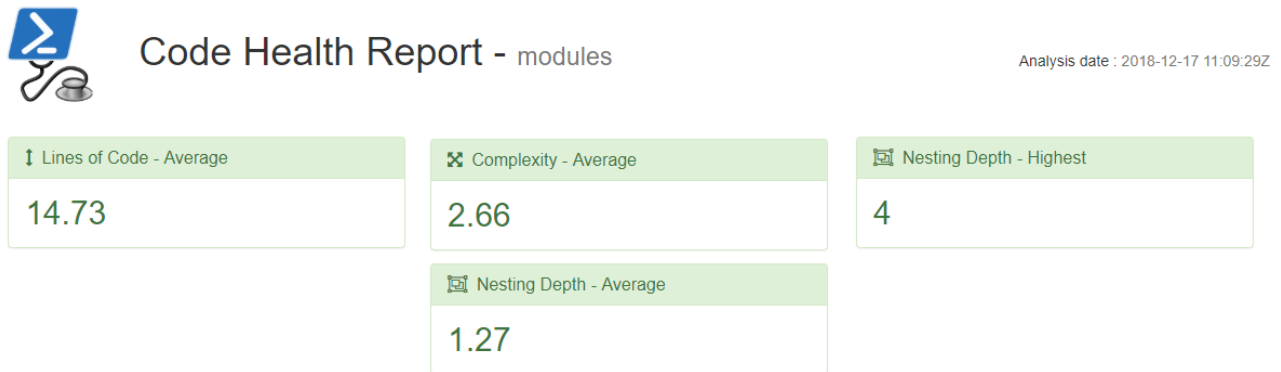 Code Health Report - modules
Analysis date : 2018-12-17 11:09:29Z
Lines of Code - Average
14.73
Complexity - Average
2.66
Nesting Depth - Highest
4
Nesting Depth - Average
1.27